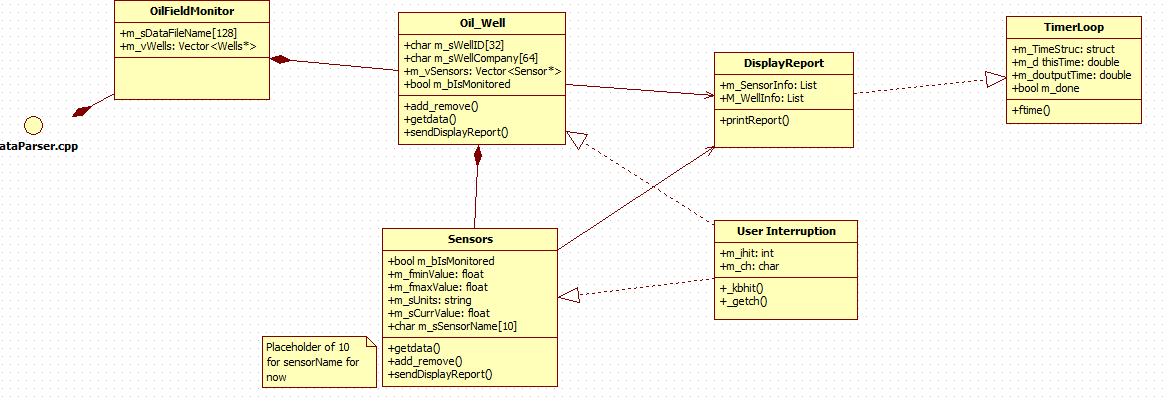 OilFieldMonitor
+m_sDataFileName[128]
+m_vWells: Vector<Wells*>
ataParser.cpp
Oil_Well
+char m_sWellID[32]
+char m_sWellCompany[64]
+m_vSensors: Vector<Sensor*>
+bool m_bIsMonitored
+add_remove()
+getdata()
+sendDisplayReport()
DisplayReport
+m_SensorInfo: List
+M_WellInfo: List
+printReport()
TimerLoop
+m_TimeStruc: struct
+m_d thisTime: double
+m_doutputTime: double
+bool m_done
+ftime()
Sensors
+bool m_bIsMonitored
+m_fminValue: float
+m_fmaxValue: float
+m_sUnits: string
+m_sCurrValue: float
+char m_sSensorName[10]
+getdata()
+add_remove()
+sendDisplayReport()
User Interruption
+m_ihit: int
+m_ch: char
+_kbhit()
+_getch()
Placeholder of 10
for sensorName for
now